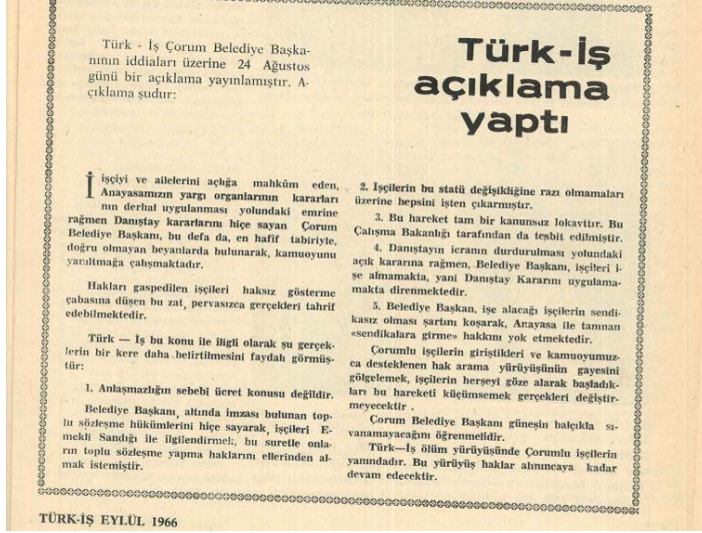 Türk - İş Çorum Belediye Başka-
nının iddiaları üzerine 24 Ağustos
günü bir açıklama yayınlamıştır. A-
çıklama şudur:
Türk-İş
açıklama
yaptı
İşçiyi ve ailelerini açlığa mahkûm eden,
Anayasamızın yargı organlarının kararları
nın derhal uygulanması yolundaki emrine
rağmen Danıştay kararlarını hiçe sayan Çorum
Belediye Başkanı, bu defa da, en hafif tabiriyle,
doğru olmayan beyanlarda bulunarak, kamuoyunu
yanıltmağa çalışmaktadır.
Hakları gaspedilen işçileri haksız gösterme
çabasına düşen bu zat, pervasızca gerçekleri tahrif
edebilmektedir.
Türk — İş bu konu ile iligli olarak şu gerçek-
lerin bir kere daha belirtilmesini faydalı görmüş-
tür:
1. Anlaşmazlığın sebebi ücret konusu değildir.
Belediye Başkanı, altında imzası bulunan top-
lu sözleşme hükümlerini hiçe sayarak, işçileri E-
mekli Sandığı ile ilgilendirmek, bu suretle onla-
rın toplu sözleşme yapma haklarını ellerinden al-
mak istemiştir.
2. İşçilerin bu statü değişikliğine razı olmamaları
üzerine hepsini işten çıkarmıştır.
3. Bu hareket tam bir kanunsuz lokavttır. Bu
Çalışma Bakanlığı tarafından da tesbit edilmiştir.
4. Danıştayın icranın durdurulması yolundaki
açık kararına rağmen, Belediye Başkanı, işçileri i-
şe almamakta, yani Danıştay Kararını uygulama-
makta direnmektedir.
5. Belediye Başkan, işe alacağı işçilerin sendi-
kasız olması şartını koşarak, Anayasa ile tanınan
«sendikalara girme» hakkını yok etmektedir.
Çorumlu işçilerin giriştikleri ve kamuoyumuz-
ca desteklenen hak arama yürüyüşünün gayesini
gölgelemek, işçilerin herşeyi göze alarak başladık-
ları bu hareketi küçümsemek gerçekleri değiştir-
meyecektir .
Çorum Belediye Başkanı güneşin balçıkla sı-
vanamayacağını öğrenmelidir.
Türk—İş ölüm yürüyüşünde Çorumlu işçilerin
yanındadır. Bu yürüyüş haklar alınıncaya kadar
devam edecektir.
TÜRK-İŞ EYLÜL 1966